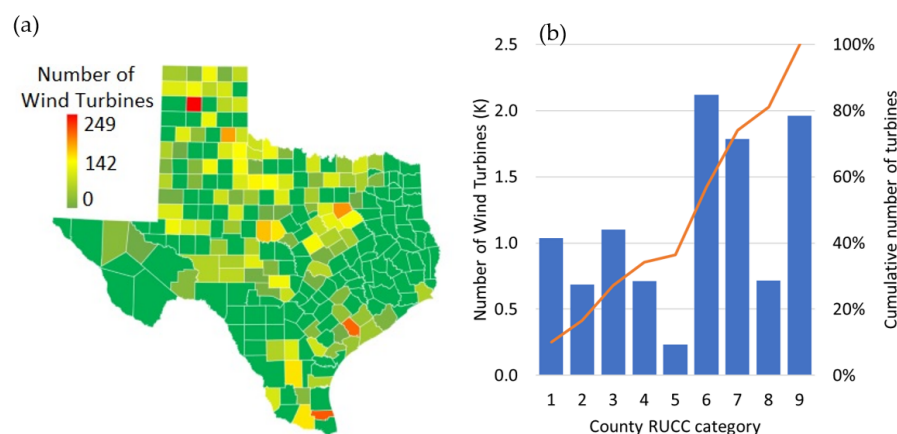 (a)
Number of
Wind Turbines
249
142
0
(b)
Number of Wind Turbines (K)
2.5
2.0
1.5
1.0
0.5
0.0
1 2 3 4 5 6 7 8 9
County RUCC category
100%
80%
60%
40%
20%
0%
Cumulative number of turbines